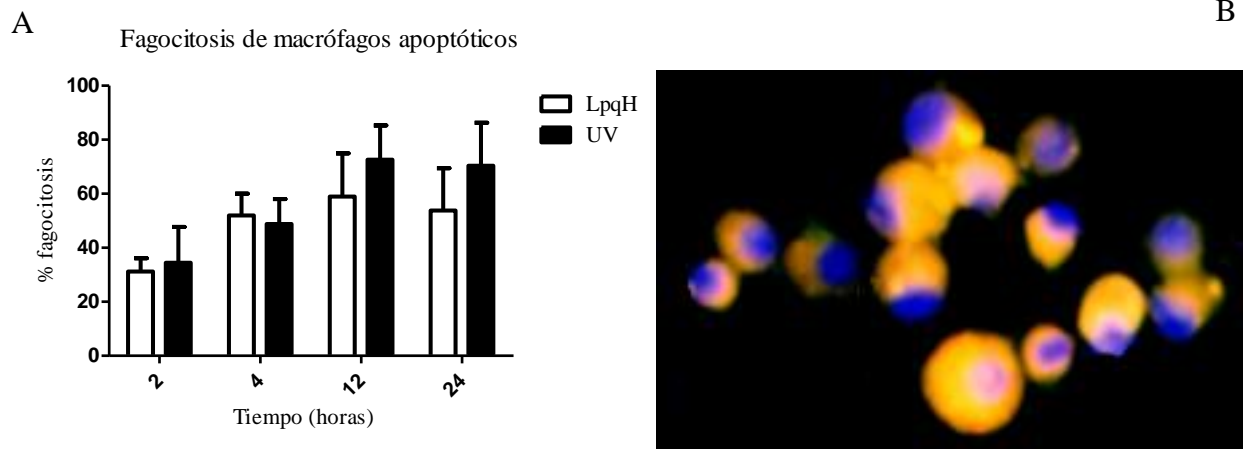 A
B
Fagocitosis de macrófagos apoptóticos
100
80
60
40
20
0
% fagocitosis
LpqH
UV
2
4
12
24
Tiempo (horas)